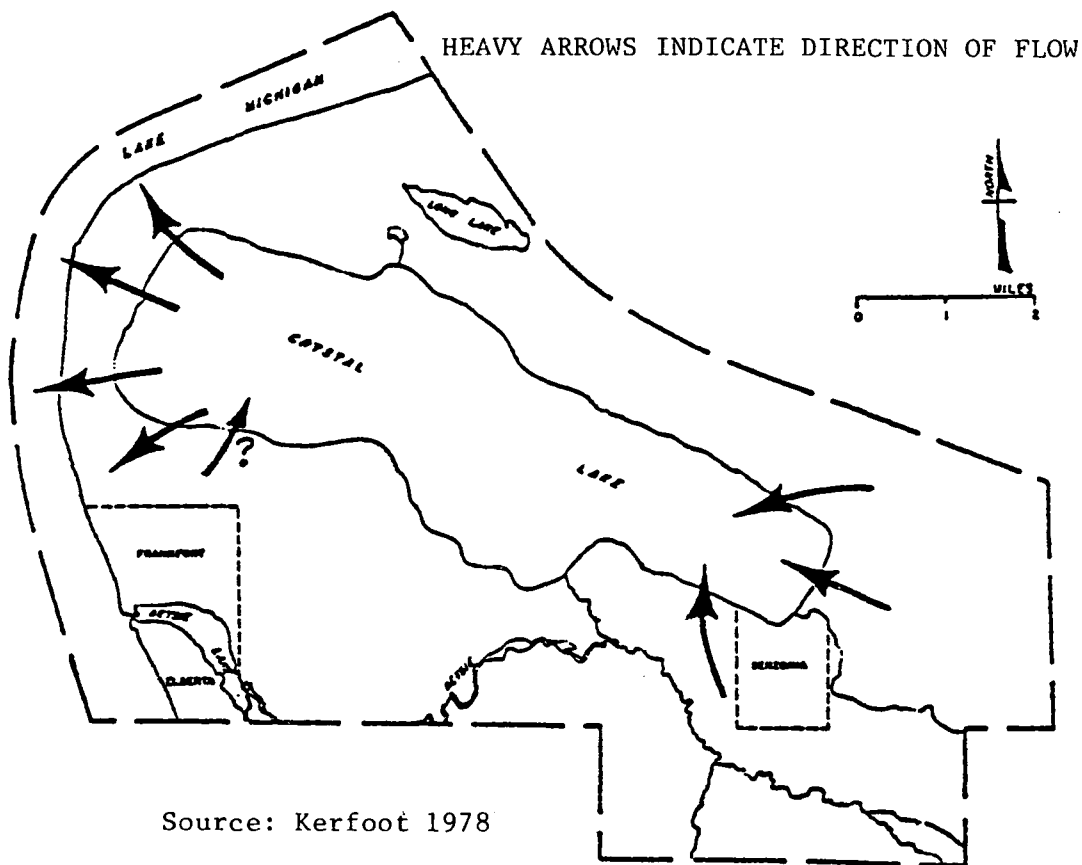 HEAVY ARROWS INDICATE DIRECTION OF FLOW
LAKE MICHIGAN
NORTH
LONG LAKE
MILES
0 1 2
CRYSTAL
LAKE
?
FRANKFORT
BETSIE
LAKE
ELBERTA
BETSIE
BENZONIA
Source: Kerfoot 1978